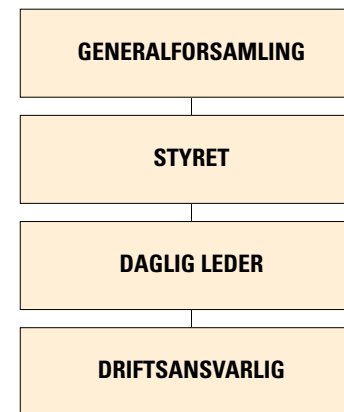 GENERALFORSAMLING
STYRET
DAGLIG LEDER
DRIFTSANSVARLIG